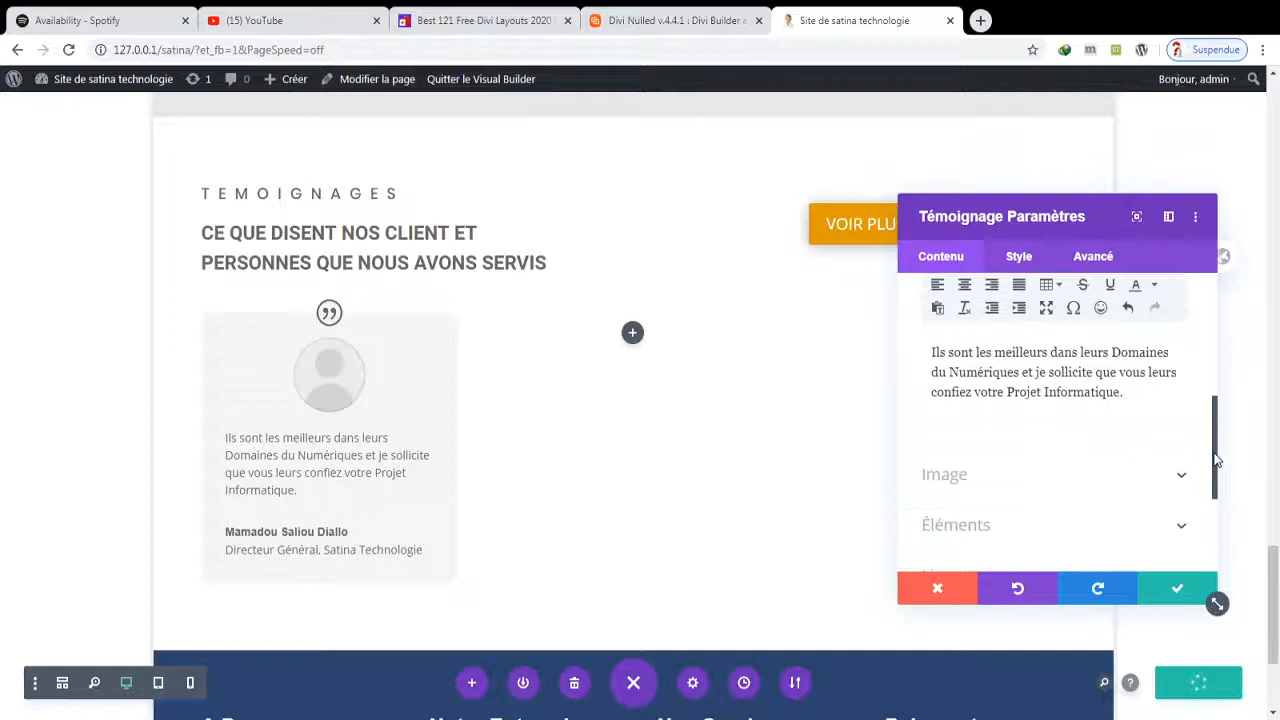 Availability - Spotify
(15) YouTube
Best 121 Free Divi Layouts 2020
Divi Nulled v.4.4.1 : Divi Builder a
Site de satina technologie
127.0.0.1/satina/?et_fb=1&PageSpeed=off
Suspendue
Site de satina technologie
1
0
Créer
Modifier la page
Quitter le Visual Builder
Bonjour, admin
TEMOIGNAGES
CE QUE DISENT NOS CLIENT ET
PERSONNES QUE NOUS AVONS SERVIS
VOIR PLU
Ils sont les meilleurs dans leurs
Domaines du Numériques et je sollicite
que vous leurs confiez votre Projet
Informatique.
Mamadou Saliou Diallo
Directeur Général, Satina Technologie
Témoignage Paramètres
Contenu
Style
Avancé
Ils sont les meilleurs dans leurs Domaines
du Numériques et je sollicite que vous leurs
confiez votre Projet Informatique.
Image
Éléments